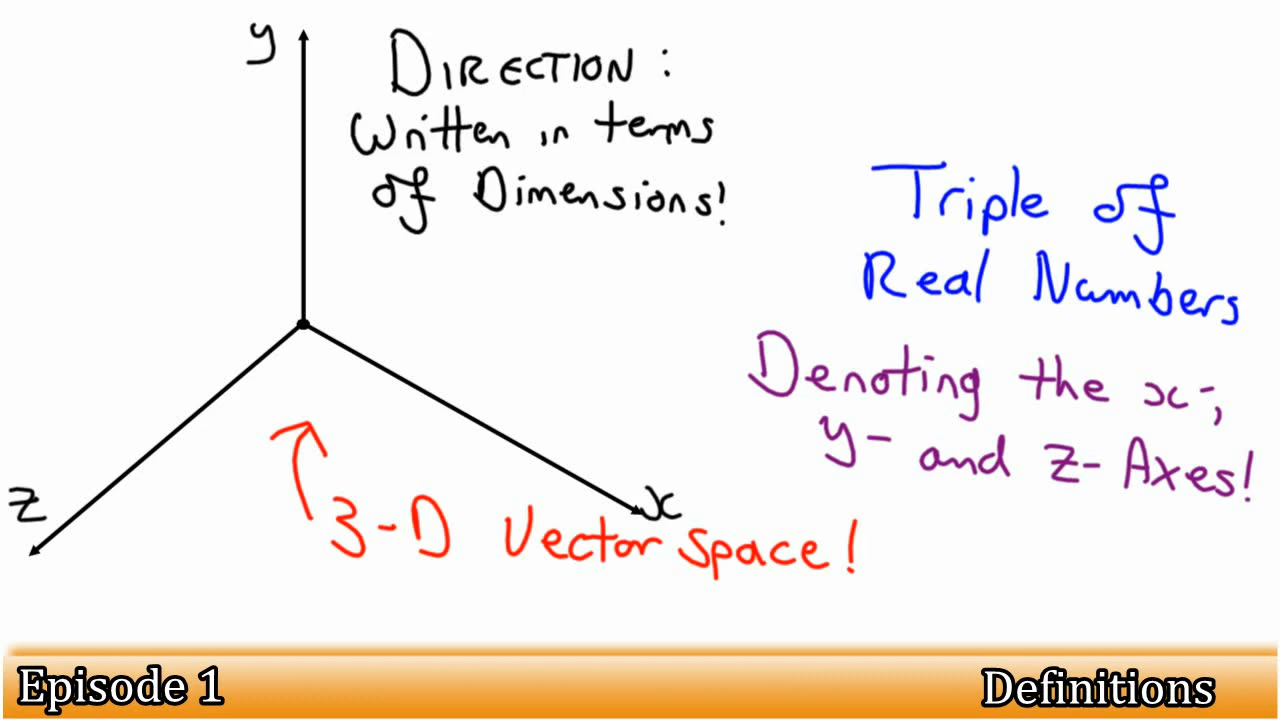 y
DIRECTION:
Written in terms
of Dimensions!
Triple of
Real Numbers
Denoting the x-,
y- and z- Axes!
z
x
3-D Vector space!
Episode 1
Definitions